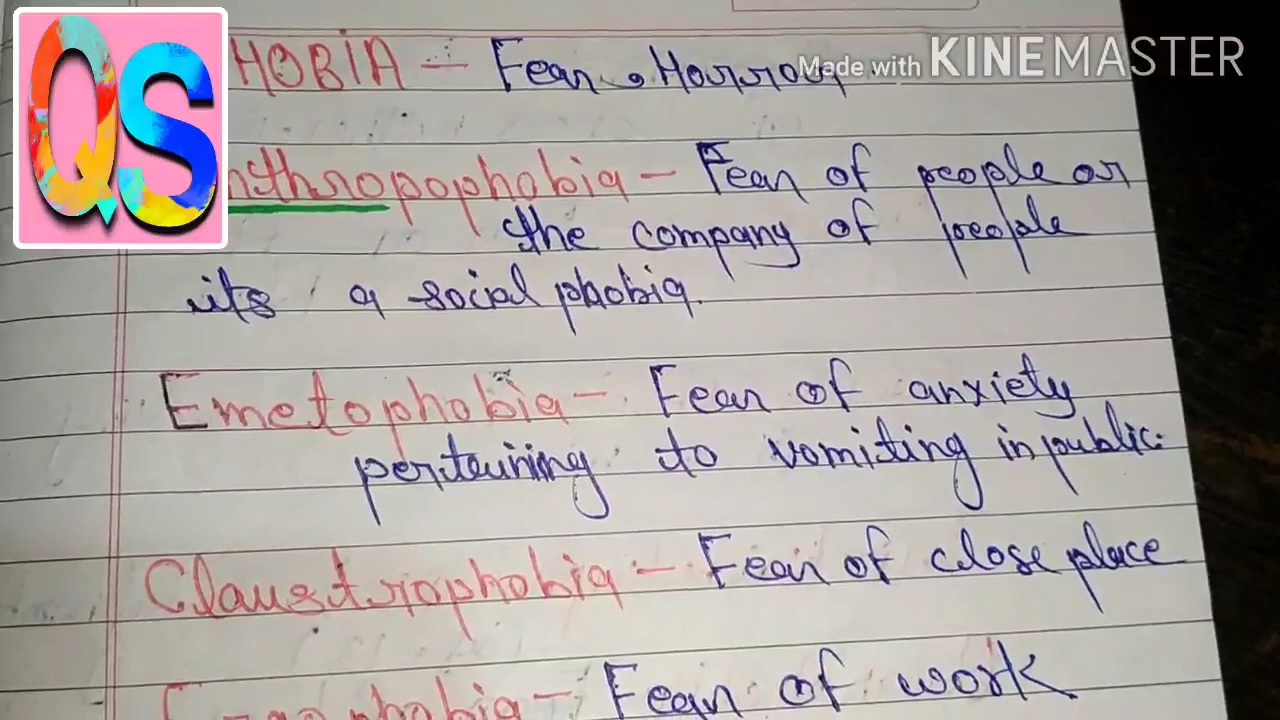 QS
Made with KINEMASTER
HOBIA – Fear, Horror
nthropophobia – Fear of people or
the company of people
its a social phobia.
Emetophobia – Fear of anxiety
pertaining to vomiting in public.
Claustrophobia – Fear of close place
– Fear of work